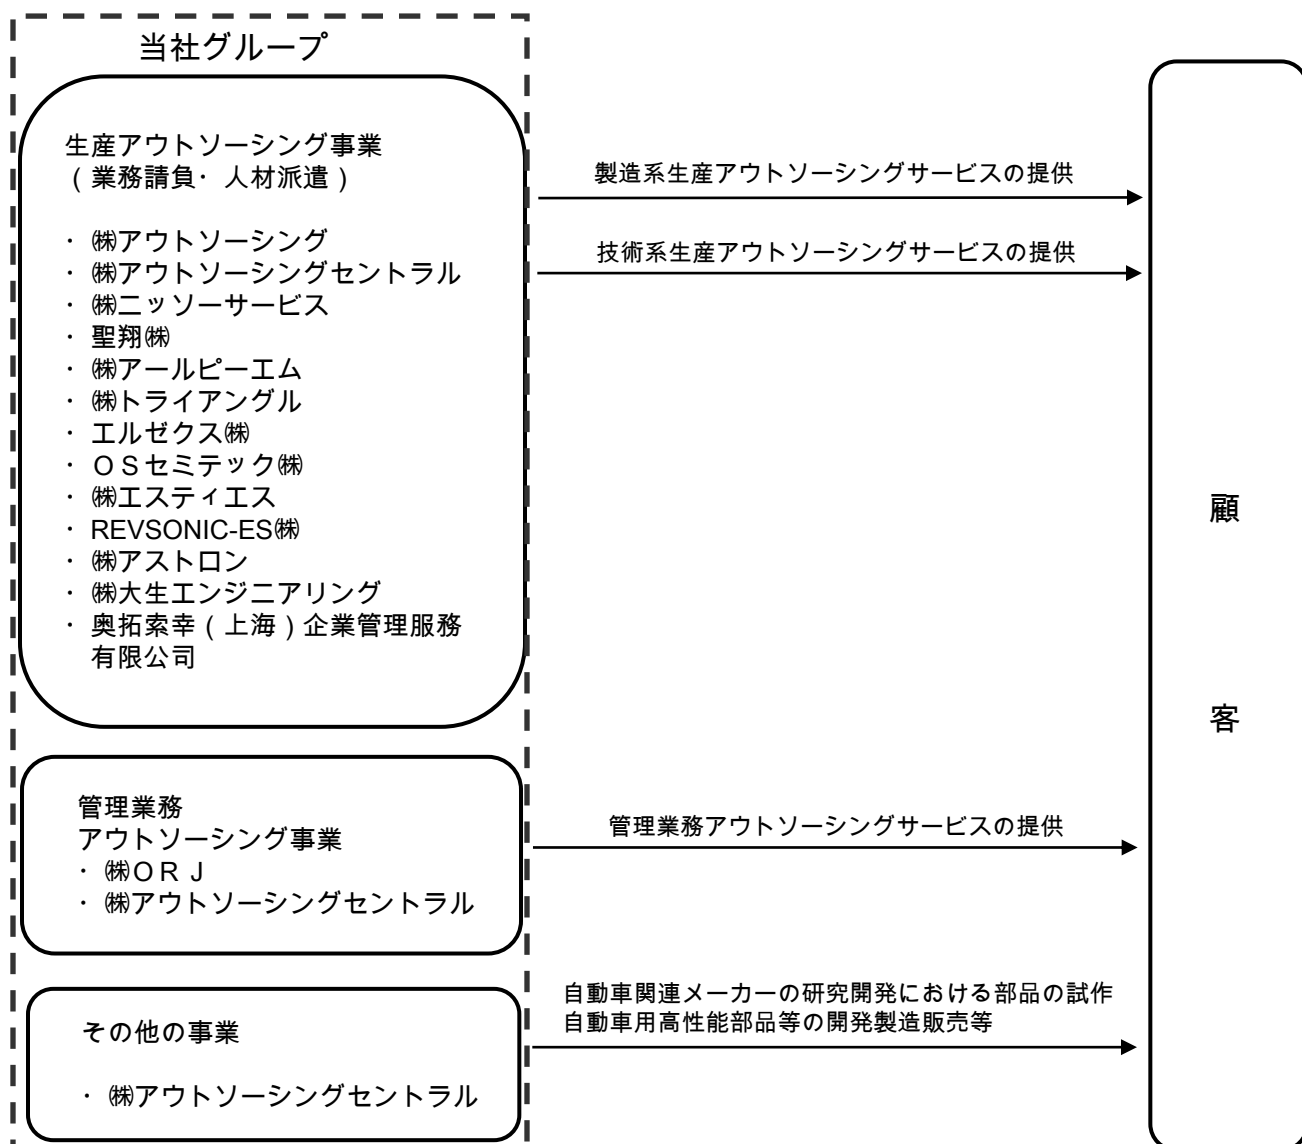 当社グループ
生産アウトソーシング事業
(業務請負・人材派遣)
・㈱アウトソーシング
・㈱アウトソーシングセントラル
・㈱ニッソーサービス
・聖翔㈱
・㈱アールピーエム
・㈱トライアングル
・エルゼクス㈱
・ＯＳセミテック㈱
・㈱エスティエス
・REVSONIC-ES㈱
・㈱アストロン
・㈱大生エンジニアリング
・奥拓索幸(上海)企業管理服務
有限公司
製造系生産アウトソーシングサービスの提供
技術系生産アウトソーシングサービスの提供
管理業務
アウトソーシング事業
・㈱ＯＲＪ
・㈱アウトソーシングセントラル
管理業務アウトソーシングサービスの提供
その他の事業
・㈱アウトソーシングセントラル
自動車関連メーカーの研究開発における部品の試作
自動車用高性能部品等の開発製造販売等
顧
客